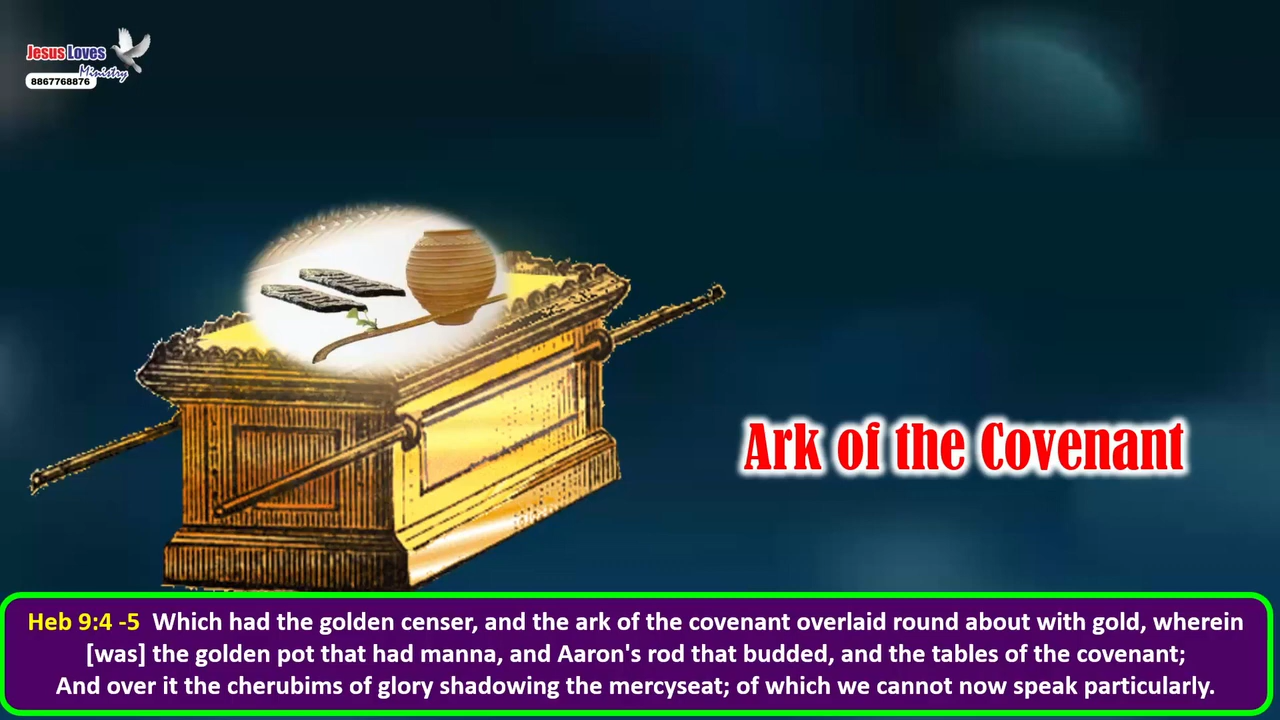 Jesus Loves
Ministry
8867768876
Ark of the Covenant
Heb 9:4 -5 Which had the golden censer, and the ark of the covenant overlaid round about with gold, wherein
[was] the golden pot that had manna, and Aaron's rod that budded, and the tables of the covenant;
And over it the cherubims of glory shadowing the mercyseat; of which we cannot now speak particularly.